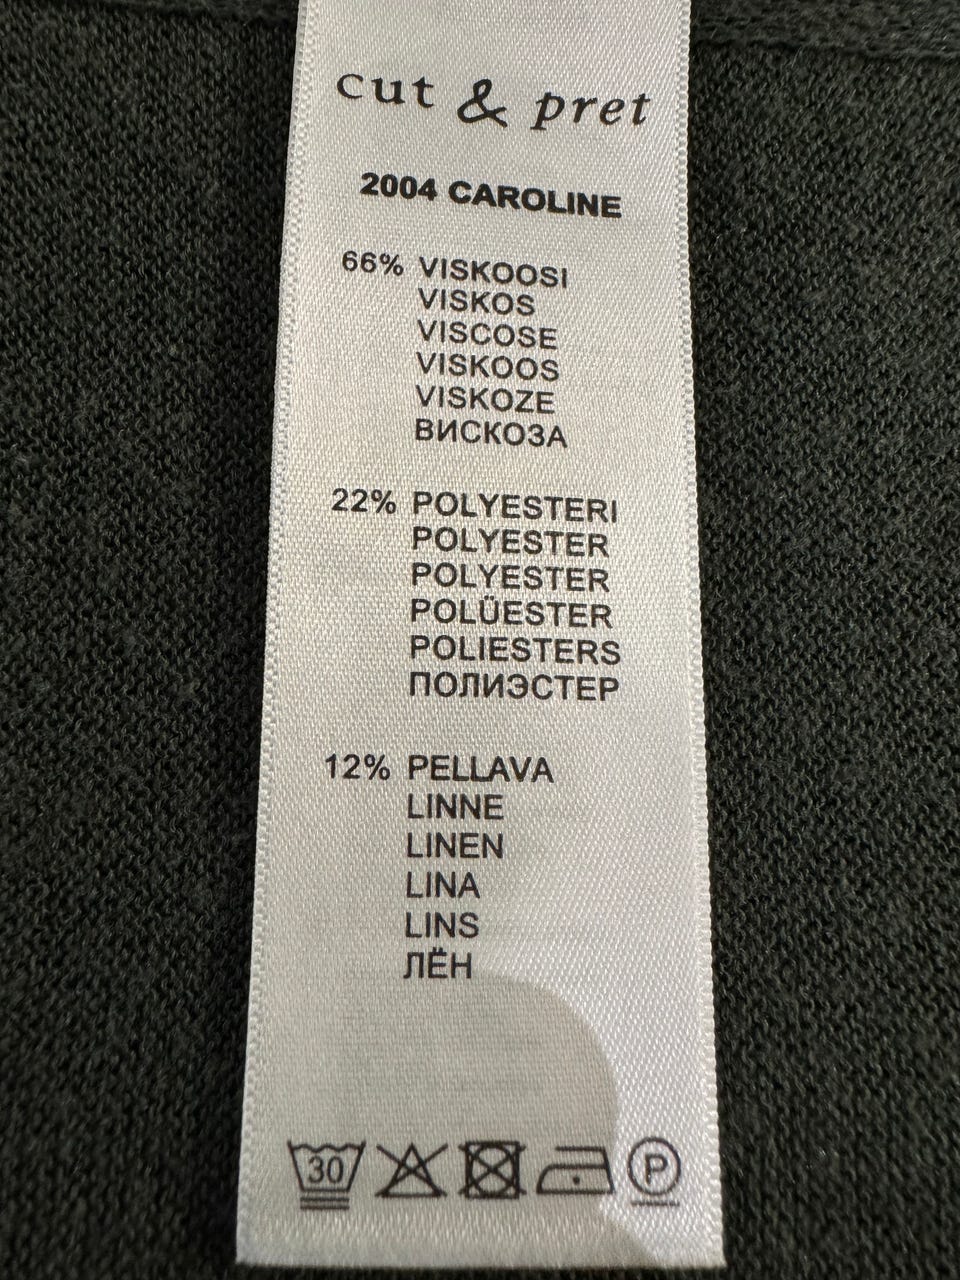 cut & pret
2004 CAROLINE
66% VISKOOSI
VISKOS
VISCOSE
VISKOOS
VISKOZE
ВИСКОЗА
22% POLYESTERI
POLYESTER
POLYESTER
POLÜESTER
POLIESTERS
ПОЛИЭСТЕР
12% PELLAVA
LINNE
LINEN
LINA
LINS
ЛЁН
30 P